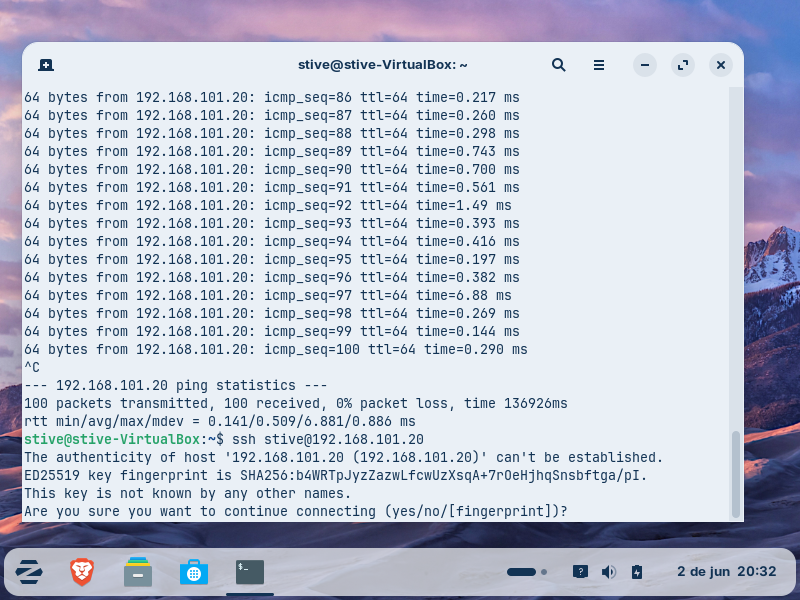 stive@stive-VirtualBox: ~
64 bytes from 192.168.101.20: icmp_seq=86 ttl=64 time=0.217 ms
64 bytes from 192.168.101.20: icmp_seq=87 ttl=64 time=0.260 ms
64 bytes from 192.168.101.20: icmp_seq=88 ttl=64 time=0.298 ms
64 bytes from 192.168.101.20: icmp_seq=89 ttl=64 time=0.743 ms
64 bytes from 192.168.101.20: icmp_seq=90 ttl=64 time=0.700 ms
64 bytes from 192.168.101.20: icmp_seq=91 ttl=64 time=0.561 ms
64 bytes from 192.168.101.20: icmp_seq=92 ttl=64 time=1.49 ms
64 bytes from 192.168.101.20: icmp_seq=93 ttl=64 time=0.393 ms
64 bytes from 192.168.101.20: icmp_seq=94 ttl=64 time=0.416 ms
64 bytes from 192.168.101.20: icmp_seq=95 ttl=64 time=0.197 ms
64 bytes from 192.168.101.20: icmp_seq=96 ttl=64 time=0.382 ms
64 bytes from 192.168.101.20: icmp_seq=97 ttl=64 time=6.88 ms
64 bytes from 192.168.101.20: icmp_seq=98 ttl=64 time=0.269 ms
64 bytes from 192.168.101.20: icmp_seq=99 ttl=64 time=0.144 ms
64 bytes from 192.168.101.20: icmp_seq=100 ttl=64 time=0.290 ms
^C
--- 192.168.101.20 ping statistics ---
100 packets transmitted, 100 received, 0% packet loss, time 136926ms
rtt min/avg/max/mdev = 0.141/0.509/6.881/0.886 ms
stive@stive-VirtualBox:~$ ssh stive@192.168.101.20
The authenticity of host '192.168.101.20 (192.168.101.20)' can't be established.
ED25519 key fingerprint is SHA256:b4WRTpJyzZazwLfcwUzXsqA+7rOeHjhqSnsbftga/pI.
This key is not known by any other names.
Are you sure you want to continue connecting (yes/no/[fingerprint])?
2 de jun 20:32